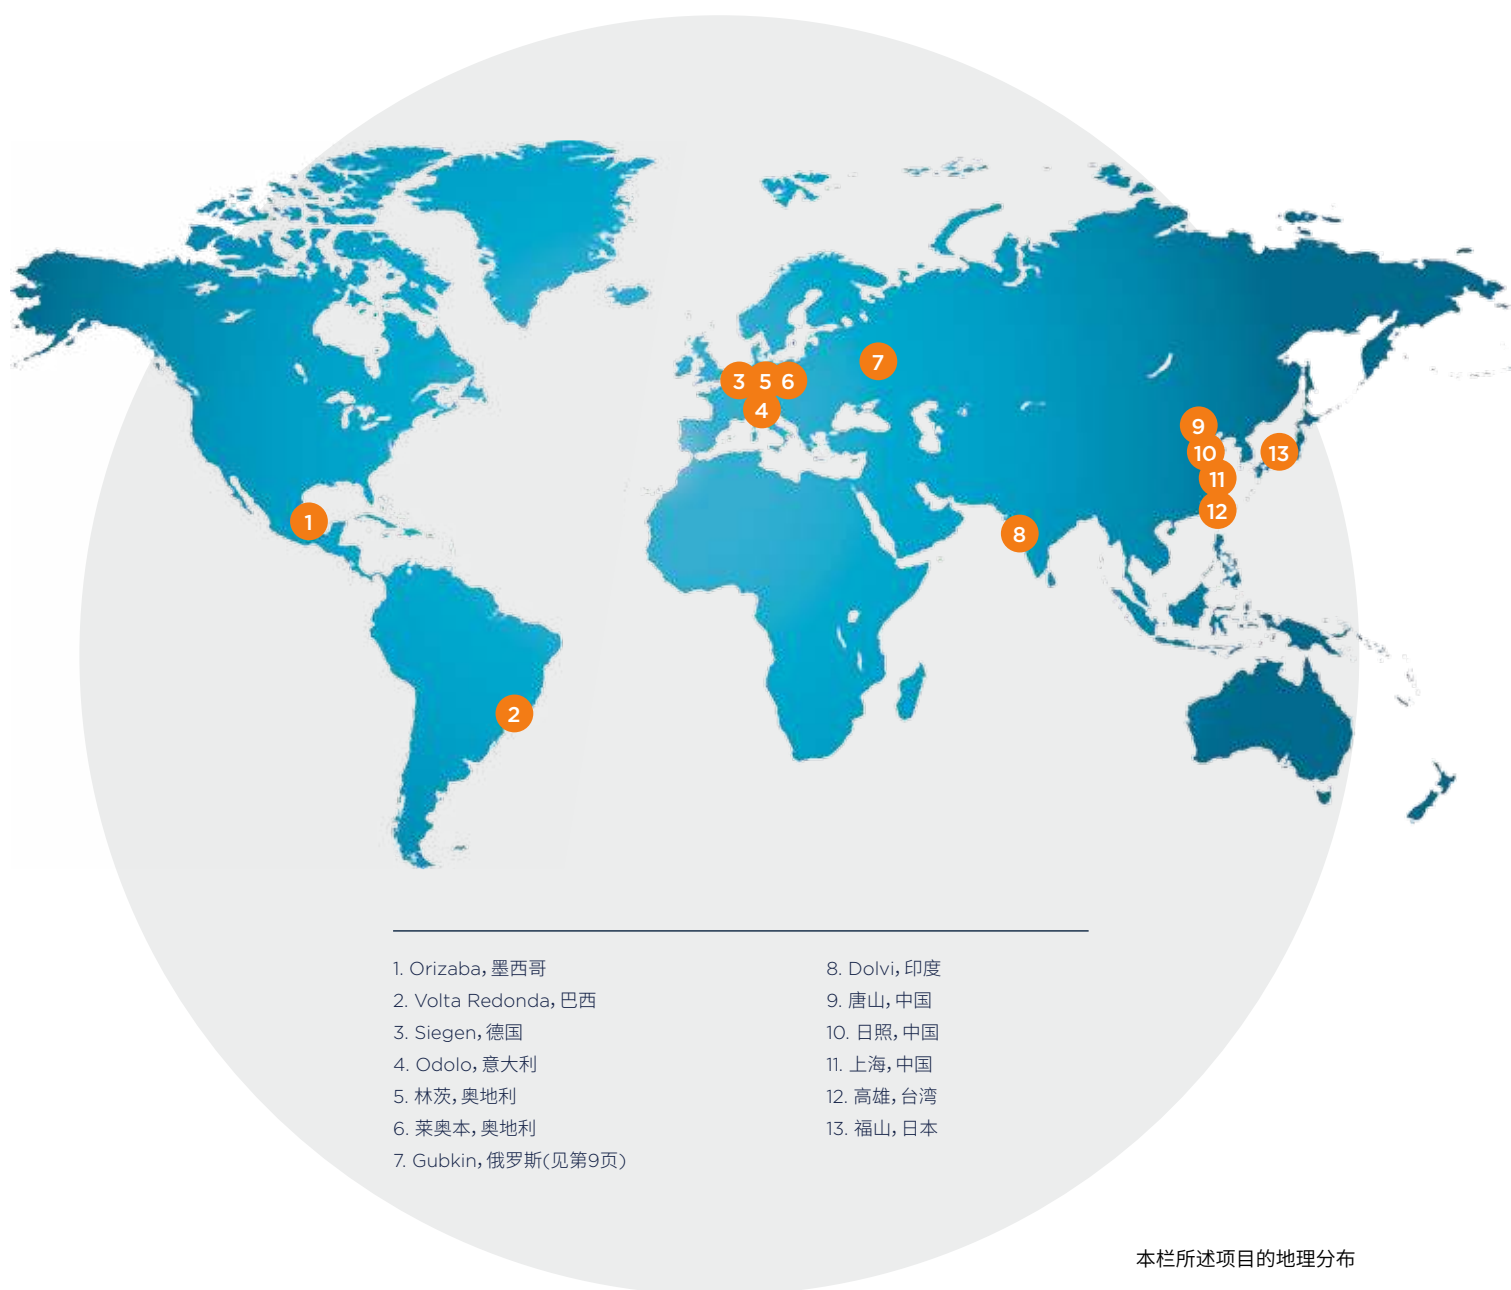 3
5
6
7
4
9
10
13
11
12
1
8
2
1. Orizaba,墨西哥
2. Volta Redonda,巴西
3. Siegen,德国
4. Odolo,意大利
5. 林茨,奥地利
6. 莱奥本,奥地利
7. Gubkin,俄罗斯(见第9页)
8. Dolvi,印度
9. 唐山,中国
10. 日照,中国
11. 上海,中国
12. 高雄,台湾
13. 福山,日本
本栏所述项目的地理分布